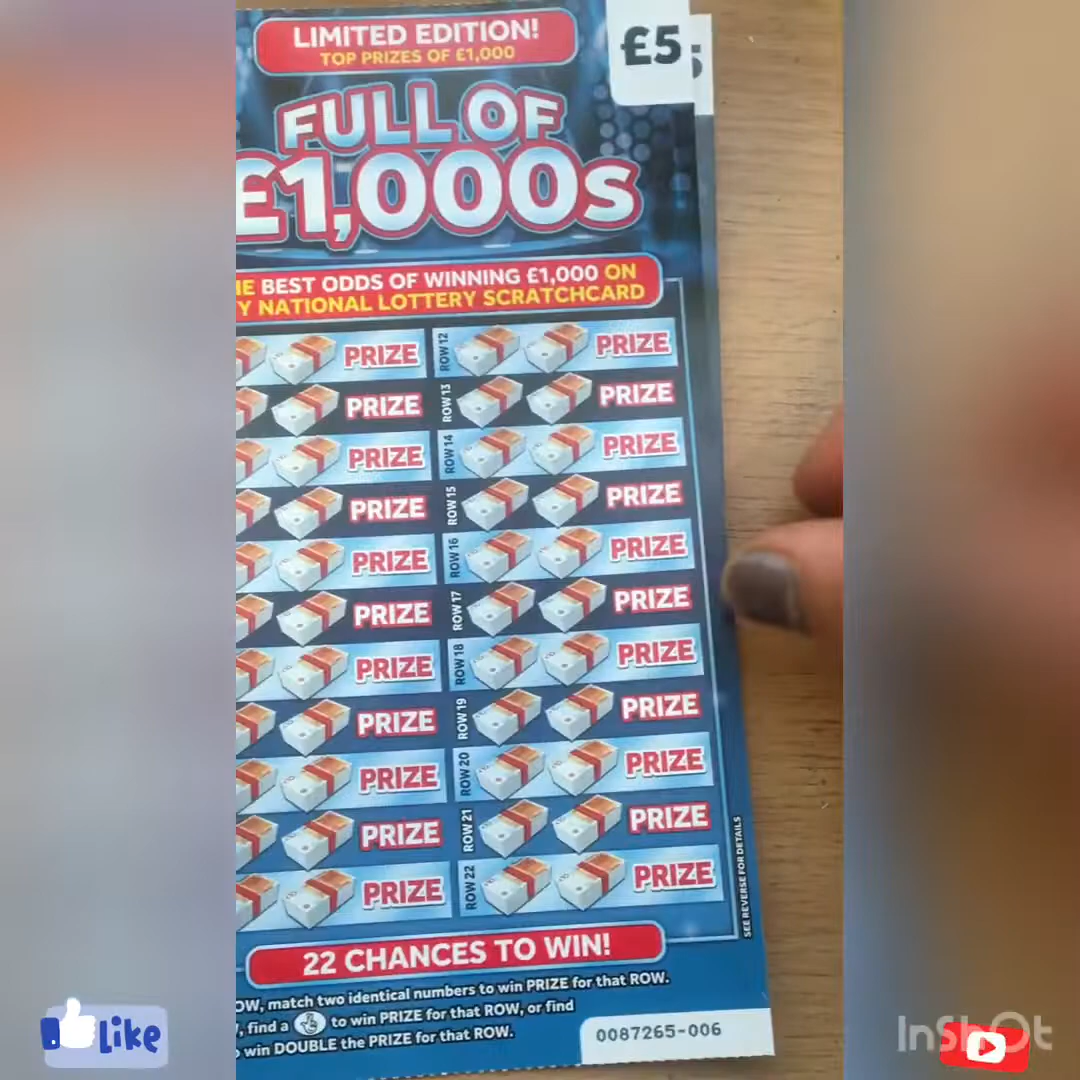 LIMITED EDITION!
TOP PRIZES OF £1,000
£5
FULL OF
£1,000s
BEST ODDS OF WINNING £1,000 ON
NATIONAL LOTTERY SCRATCHCARD
PRIZE ROW 12 PRIZE
PRIZE ROW 13 PRIZE
PRIZE ROW 14 PRIZE
PRIZE ROW 15 PRIZE
PRIZE ROW 16 PRIZE
PRIZE ROW 17 PRIZE
PRIZE ROW 18 PRIZE
PRIZE ROW 19 PRIZE
PRIZE ROW 20 PRIZE
PRIZE ROW 21 PRIZE
PRIZE ROW 22 PRIZE
SEE REVERSE FOR DETAILS
22 CHANCES TO WIN!
match two identical numbers to win PRIZE for that ROW.
find a to win PRIZE for that ROW, or find
win DOUBLE the PRIZE for that ROW.
0087265-006
Like
InShOt